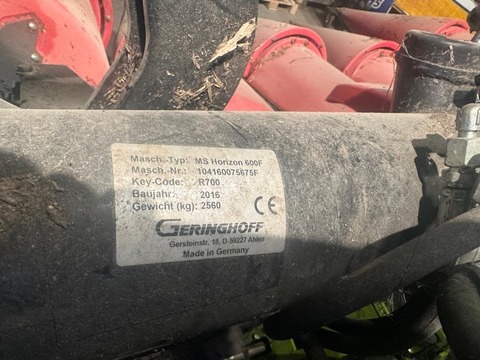 Masch.-Typ: MS Horizon 600F
Masch.-Nr.: 104160075675F
Key-Code: R700
Baujahr: 2016
Gewicht (kg): 2560
CE
GERINGHOFF
Gersteinstr. 18, D-59227 Ahlen
Made in Germany